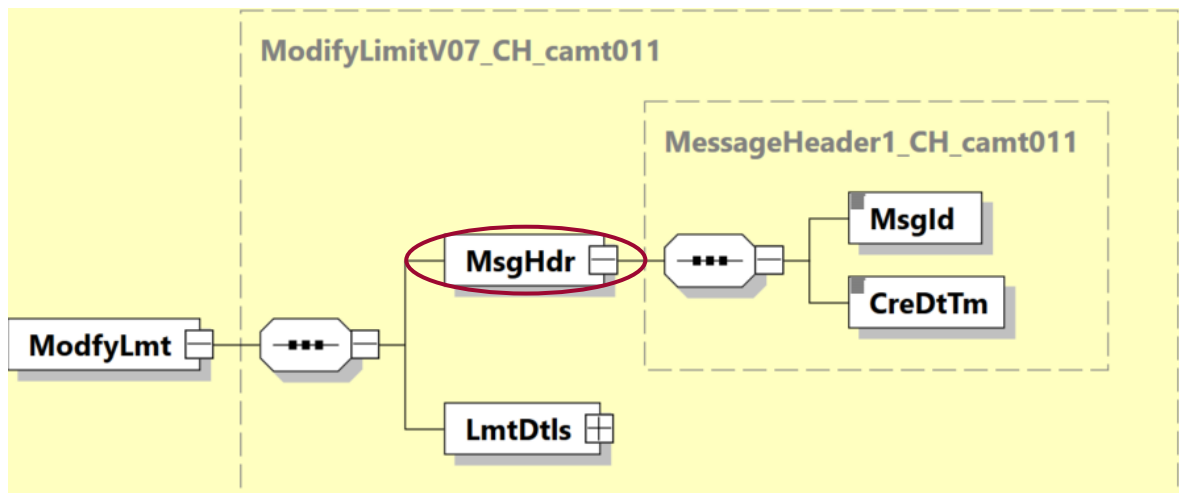 ModifyLimitV07_CH_camt011
MessageHeader1_CH_camt011
MsgId
MsgHdr
CreDtTm
ModfyLmt
LmtDtls